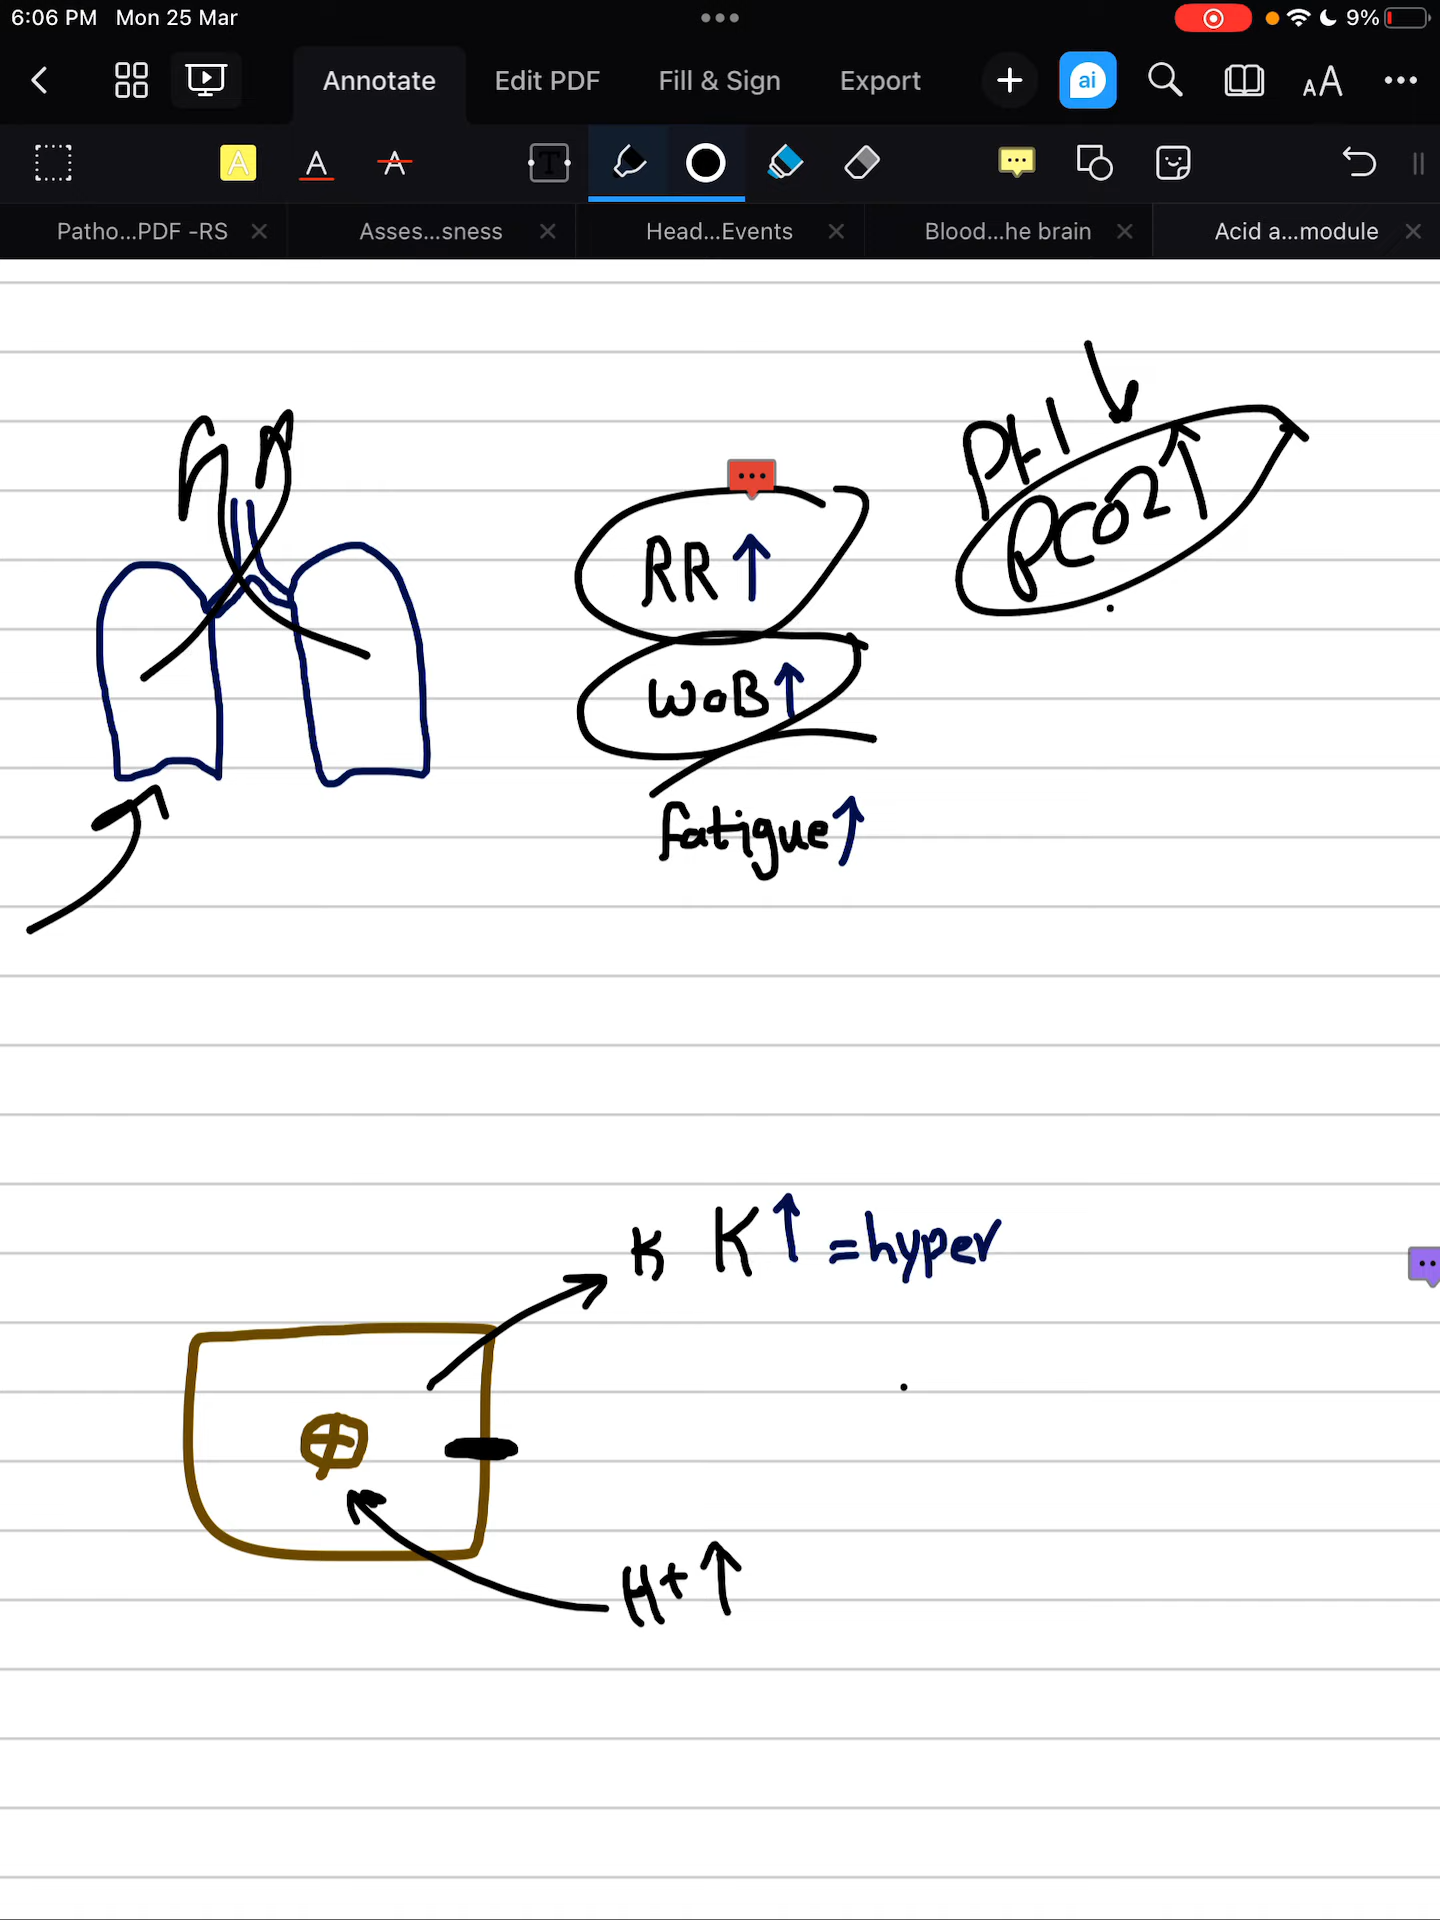 6:06 PM Mon 25 Mar
9%
Annotate Edit PDF Fill & Sign Export ai AA
A A A T
Patho...PDF -RS Asses...sness Head...Events Blood...he brain Acid a...module
PH ↓
PCO2 ↑
RR ↑
WOB ↑
fatigue ↑
K K ↑ = hyper
H+ ↑